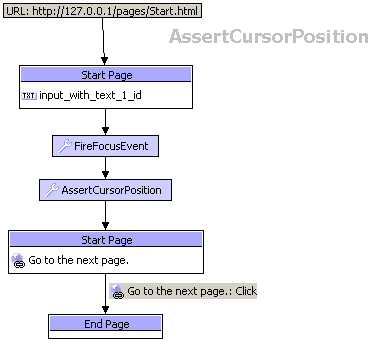 URL: http://127.0.0.1/pages/Start.html
AssertCursorPosition
Start Page
TXT input_with_text_1_id
FireFocusEvent
AssertCursorPosition
Start Page
Go to the next page.
Go to the next page.: Click
End Page